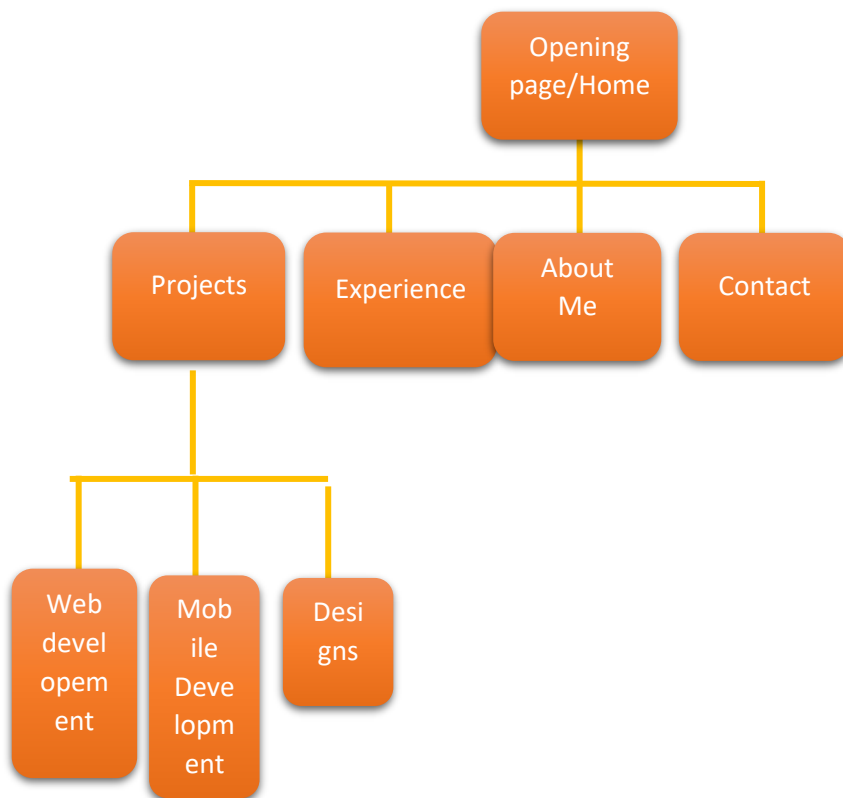 Opening
page/Home
Projects
Experience
About
Me
Contact
Web
devel
opem
ent
Mob
ile
Deve
lopm
ent
Desi
gns